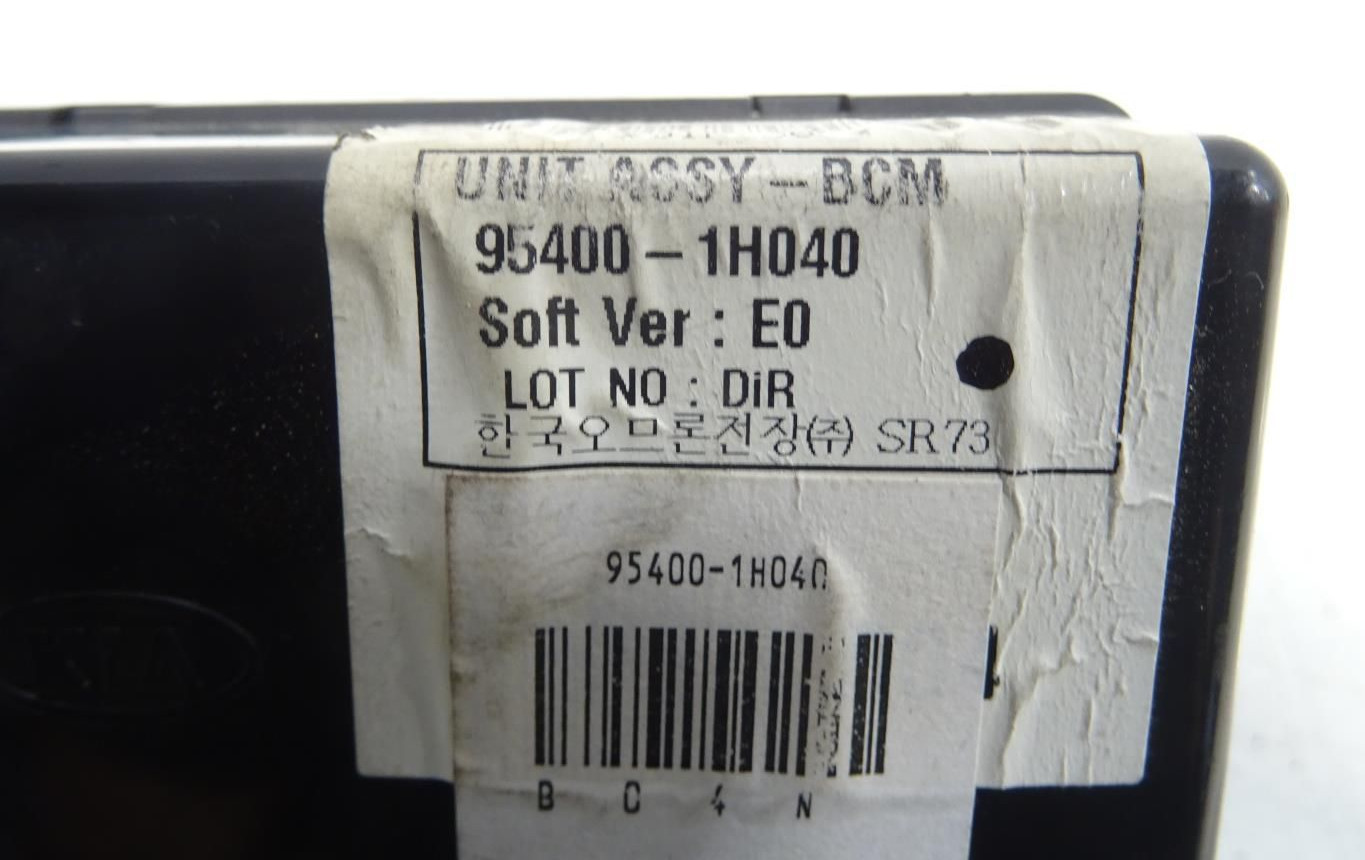 UNIT ASSY-BCM
95400-1H040
Soft Ver : E0
LOT NO : DiR
한국오므론전장(주) SR73
95400-1H040
B C 4 N
KIA